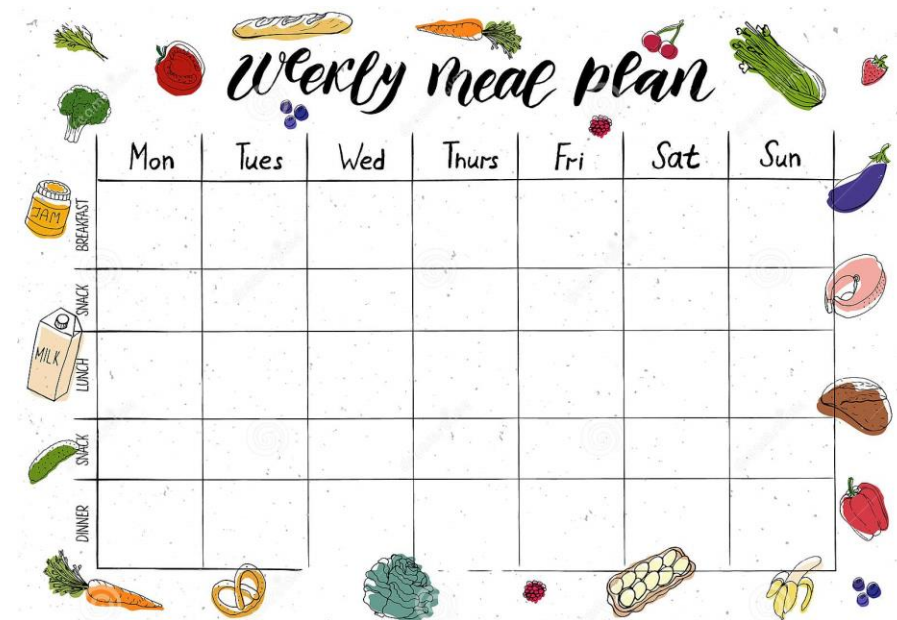 Weekly meal plan
Mon Tues Wed Thurs Fri Sat Sun
BREAKFAST
JAM
SNACK
MILK
LUNCH
SNACK
DINNER